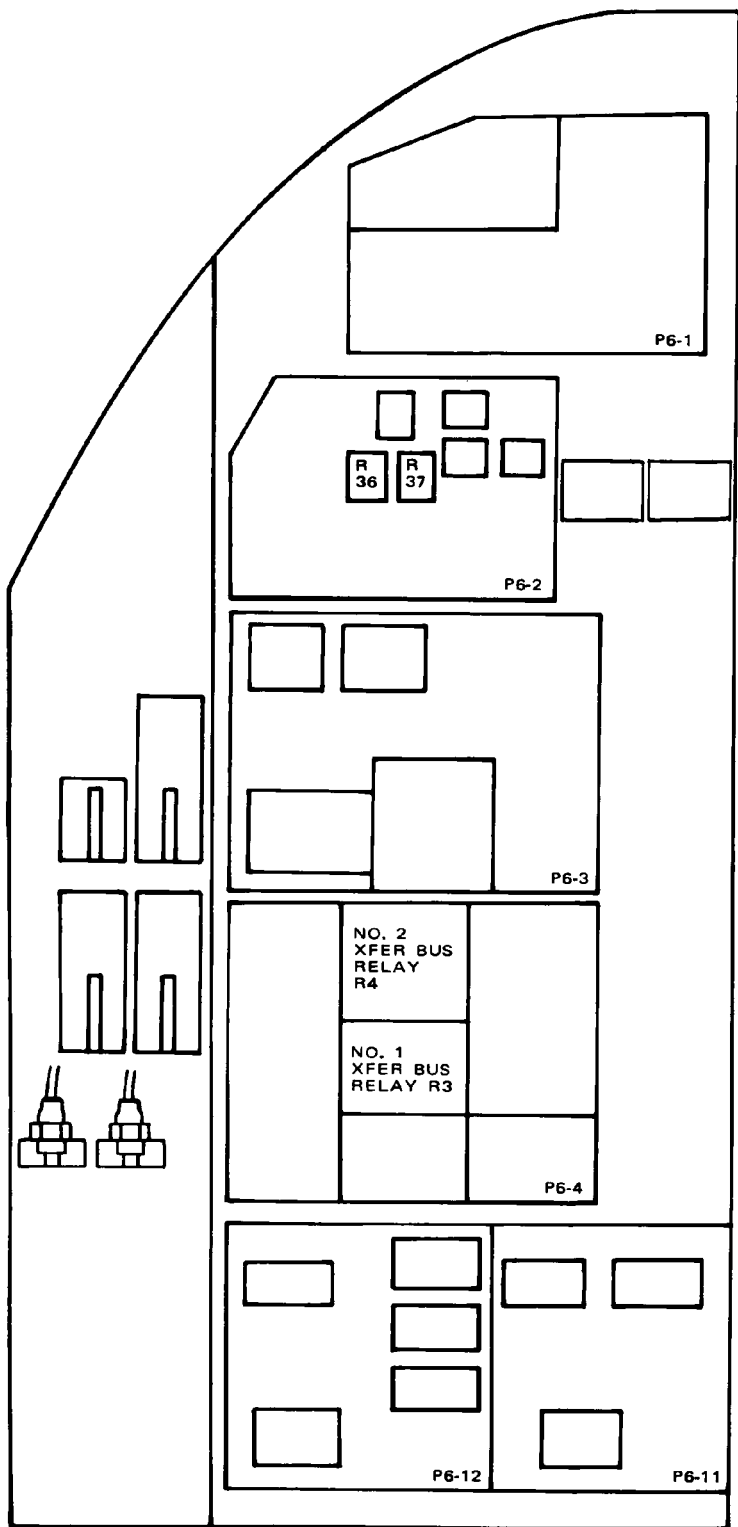 P6-1
R
36
R
37
P6-2
P6-3
NO. 2
XFER BUS
RELAY
R4
NO. 1
XFER BUS
RELAY R3
P6-4
P6-12
P6-11